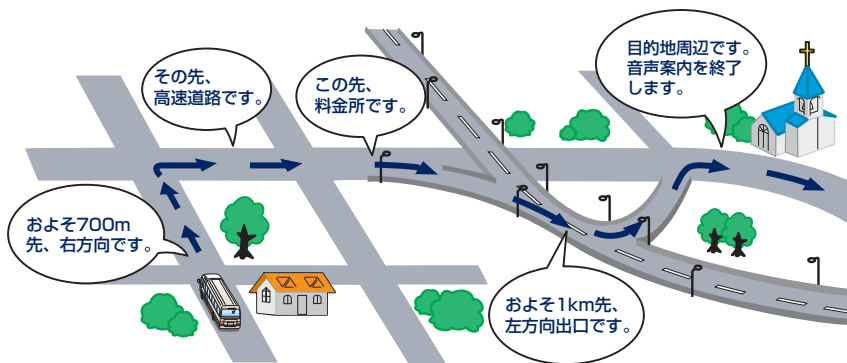 その先、
高速道路です。
この先、
料金所です。
目的地周辺です。
音声案内を終了
します。
およそ700m
先、右方向です。
およそ1km先、
左方向出口です。